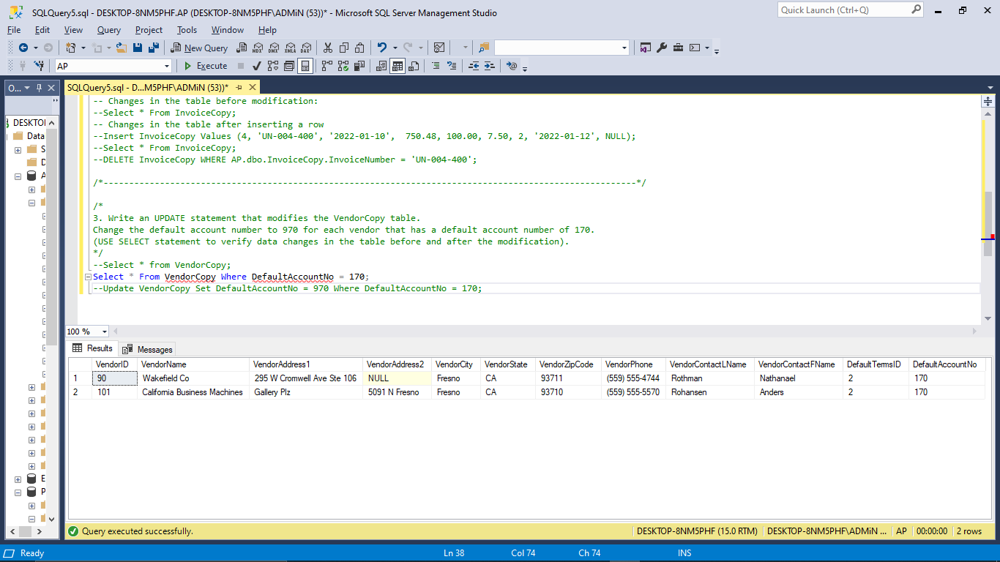 SQLQuery5.sql - DESKTOP-8NM5PHF.AP (DESKTOP-8NM5PHF\ADMiN (53))* - Microsoft SQL Server Management Studio
Quick Launch (Ctrl+Q)
File Edit View Query Project Tools Window Help
New Query MDX DMX XMLA DAX
AP Execute
O... SQLQuery5.sql - D...M5PHF\ADMiN (53))*
DESKTO
Data
S
D
A
E
P
-- Changes in the table before modification:
--Select * From InvoiceCopy;
-- Changes in the table after inserting a row
--Insert InvoiceCopy Values (4, 'UN-004-400', '2022-01-10',  750.48, 100.00, 7.50, 2, '2022-01-12', NULL);
--Select * From InvoiceCopy;
--DELETE InvoiceCopy WHERE AP.dbo.InvoiceCopy.InvoiceNumber = 'UN-004-400';
/*--------------------------------------------------------------------------------------------------------*/
/*
3. Write an UPDATE statement that modifies the VendorCopy table.
Change the default account number to 970 for each vendor that has a default account number of 170.
(USE SELECT statement to verify data changes in the table before and after the modification).
*/
--Select * from VendorCopy;
Select * From VendorCopy Where DefaultAccountNo = 170;
--Update VendorCopy Set DefaultAccountNo = 970 Where DefaultAccountNo = 170;
100 %
Results Messages
VendorID VendorName VendorAddress1 VendorAddress2 VendorCity VendorState VendorZipCode VendorPhone VendorContactLName VendorContactFName DefaultTermsID DefaultAccountNo
1 90 Wakefield Co 295 W Cromwell Ave Ste 106 NULL Fresno CA 93711 (559) 555-4744 Rothman Nathanael 2 170
2 101 California Business Machines Gallery Plz 5091 N Fresno Fresno CA 93710 (559) 555-5570 Rohansen Anders 2 170
Query executed successfully. DESKTOP-8NM5PHF (15.0 RTM) DESKTOP-8NM5PHF\ADMiN ... AP 00:00:00 2 rows
Ready Ln 38 Col 74 Ch 74 INS